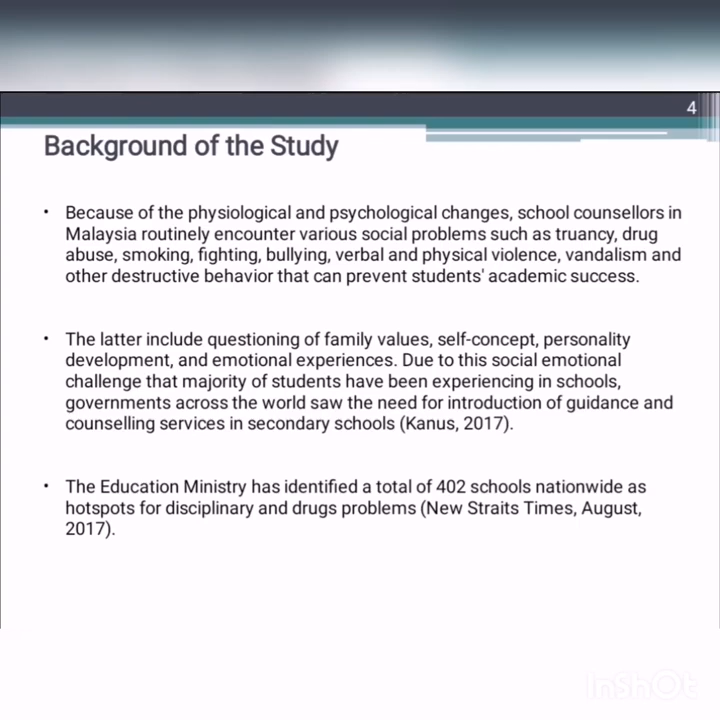 4
Background of the Study
• Because of the physiological and psychological changes, school counsellors in
Malaysia routinely encounter various social problems such as truancy, drug
abuse, smoking, fighting, bullying, verbal and physical violence, vandalism and
other destructive behavior that can prevent students' academic success.
• The latter include questioning of family values, self-concept, personality
development, and emotional experiences. Due to this social emotional
challenge that majority of students have been experiencing in schools,
governments across the world saw the need for introduction of guidance and
counselling services in secondary schools (Kanus, 2017).
• The Education Ministry has identified a total of 402 schools nationwide as
hotspots for disciplinary and drugs problems (New Straits Times, August,
2017).
InShOt